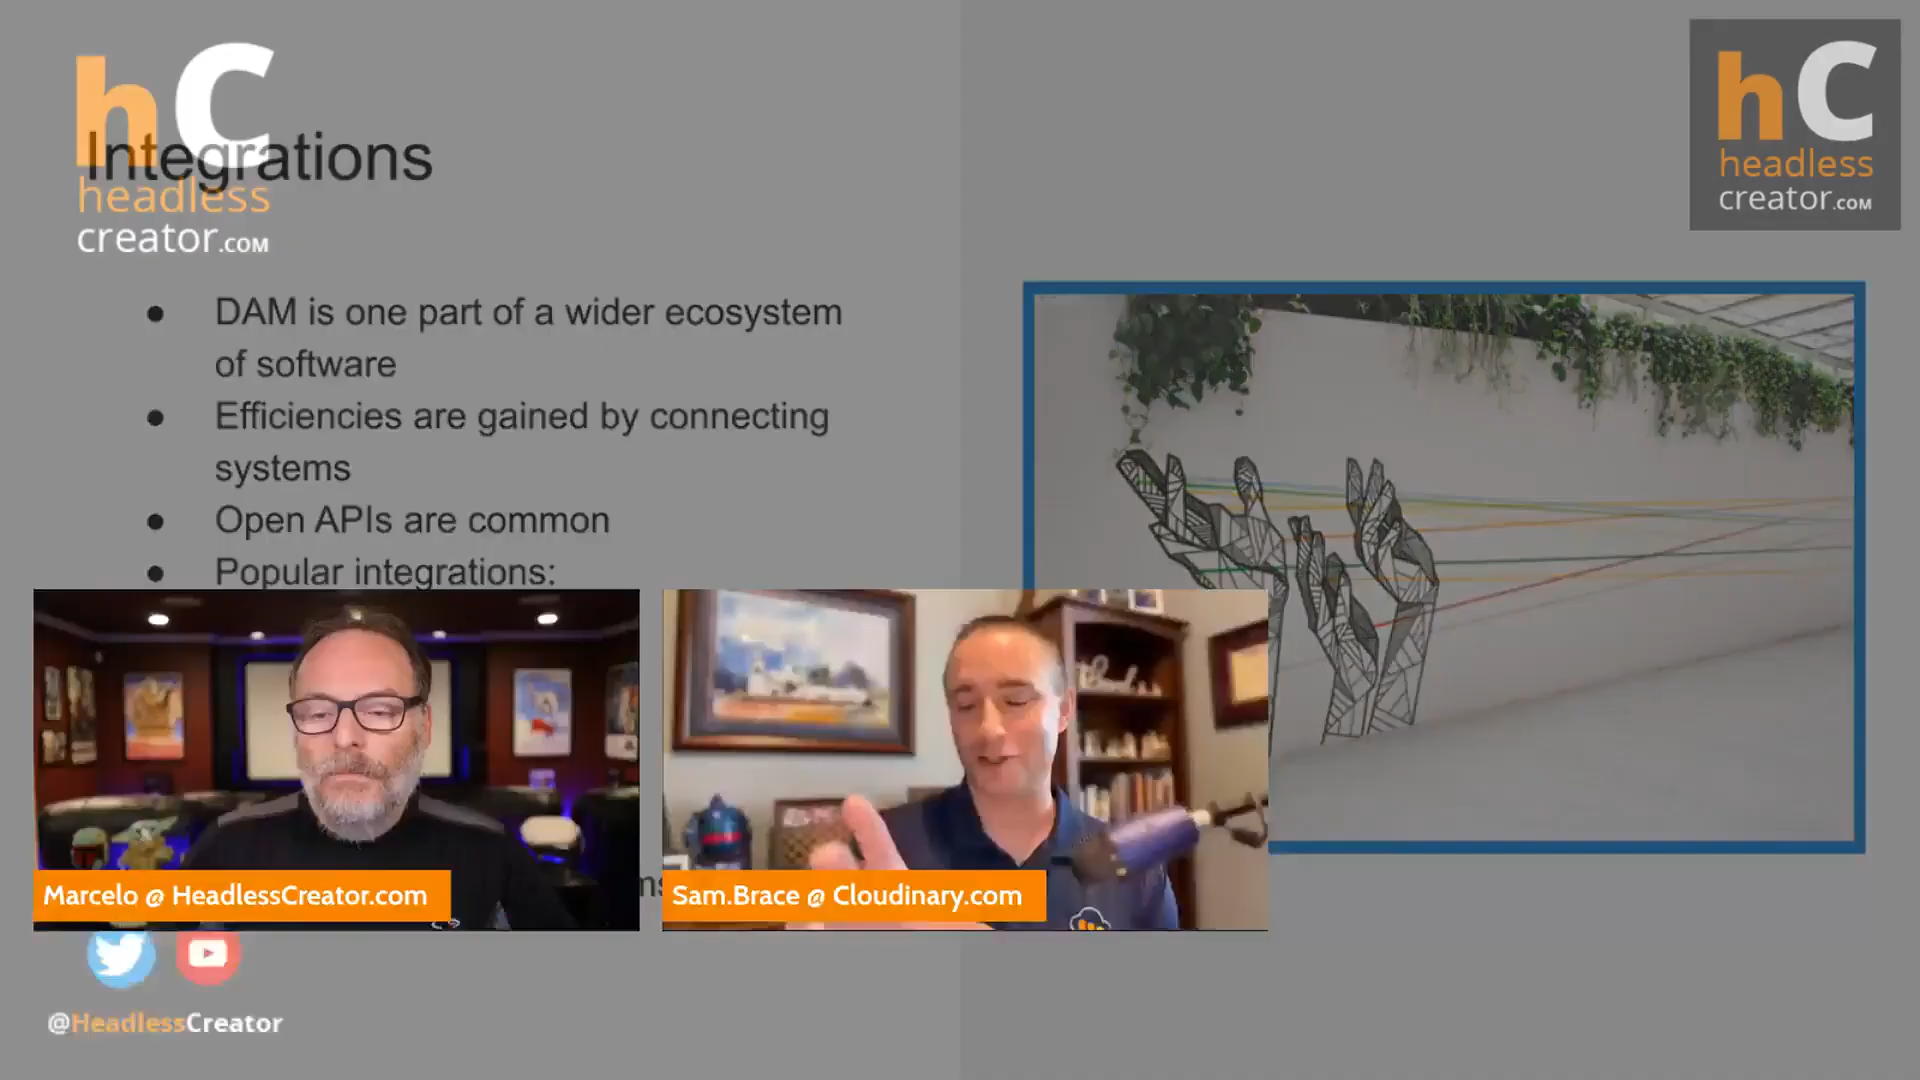 hC
Integrations
headless
creator.COM
hC
headless
creator.COM
● DAM is one part of a wider ecosystem
of software
● Efficiencies are gained by connecting
systems
● Open APIs are common
● Popular integrations:
Marcelo @ HeadlessCreator.com
Sam.Brace @ Cloudinary.com
@HeadlessCreator